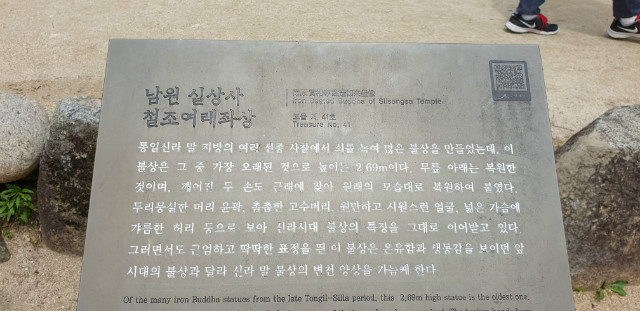 남원 실상사
철조여래좌상
Iron Seated Buddha of Silsangsa Temple
보물 제 41호
Treasure No. 41
통일신라 말 지방의 여러 선종 사찰에서 쇠를 녹여 많은 불상을 만들었는데, 이
불상은 그 중 가장 오래된 것으로 높이는 2.69m이다. 무릎 아래는 복원한
것이며, 깨어진 두 손도 근래에 찾아 원래의 모습대로 복원하여 붙였다.
두리뭉실한 머리 윤곽, 촘촘한 고수머리, 원만하고 시원스런 얼굴, 넓은 가슴에
갸름한 허리 등으로 보아 신라시대 불상의 특징을 그대로 이어받고 있다.
그러면서도 근엄하고 딱딱한 표정을 띤 이 불상은 온유함과 생동감을 보이던 앞
시대의 불상과 달라 신라 말 불상의 변천 양상을 가늠케 한다.
Of the many iron Buddha statues from the late Tongil-Silla period, this 2,69m high statue is the oldest one,